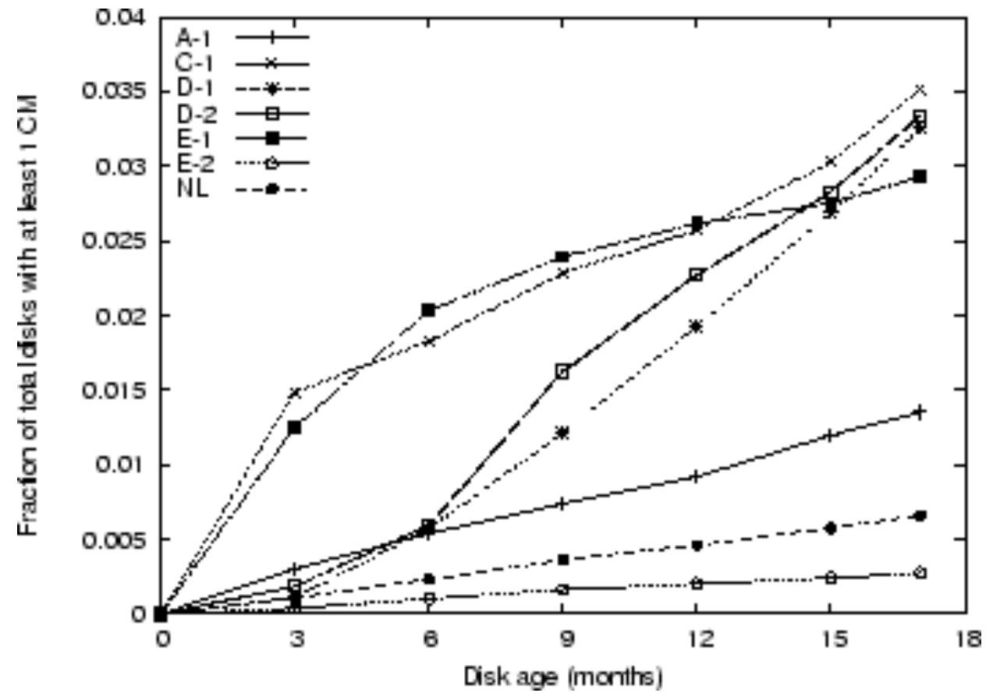 0.04
0.035
0.03
0.025
0.02
0.015
0.01
0.005
0
Fraction of total disks with at least 1 CM
A-1
C-1
D-1
D-2
E-1
E-2
NL
0 3 6 9 12 15 18
Disk age (months)